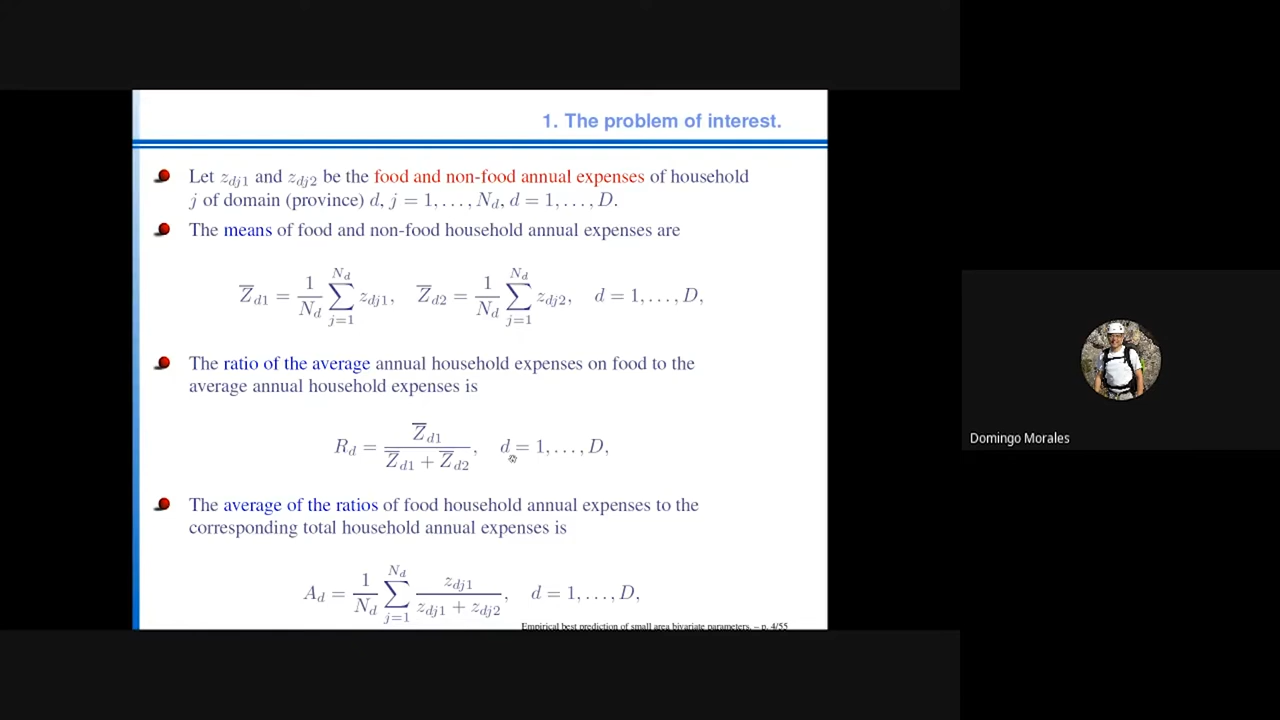 1. The problem of interest.
Let z_{dj1} and z_{dj2} be the food and non-food annual expenses of household
j of domain (province) d, j = 1, . . . , N_d, d = 1, . . . , D.
The means of food and non-food household annual expenses are
\overline{Z}_{d1} = \frac{1}{N_d} \sum_{j=1}^{N_d} z_{dj1}, \overline{Z}_{d2} = \frac{1}{N_d} \sum_{j=1}^{N_d} z_{dj2}, d = 1, . . . , D,
The ratio of the average annual household expenses on food to the
average annual household expenses is
R_d = \frac{\overline{Z}_{d1}}{\overline{Z}_{d1} + \overline{Z}_{d2}}, d = 1, . . . , D,
The average of the ratios of food household annual expenses to the
corresponding total household annual expenses is
A_d = \frac{1}{N_d} \sum_{j=1}^{N_d} \frac{z_{dj1}}{z_{dj1} + z_{dj2}}, d = 1, . . . , D,
Empirical best prediction of small area bivariate parameters. – p. 4/55
Domingo Morales